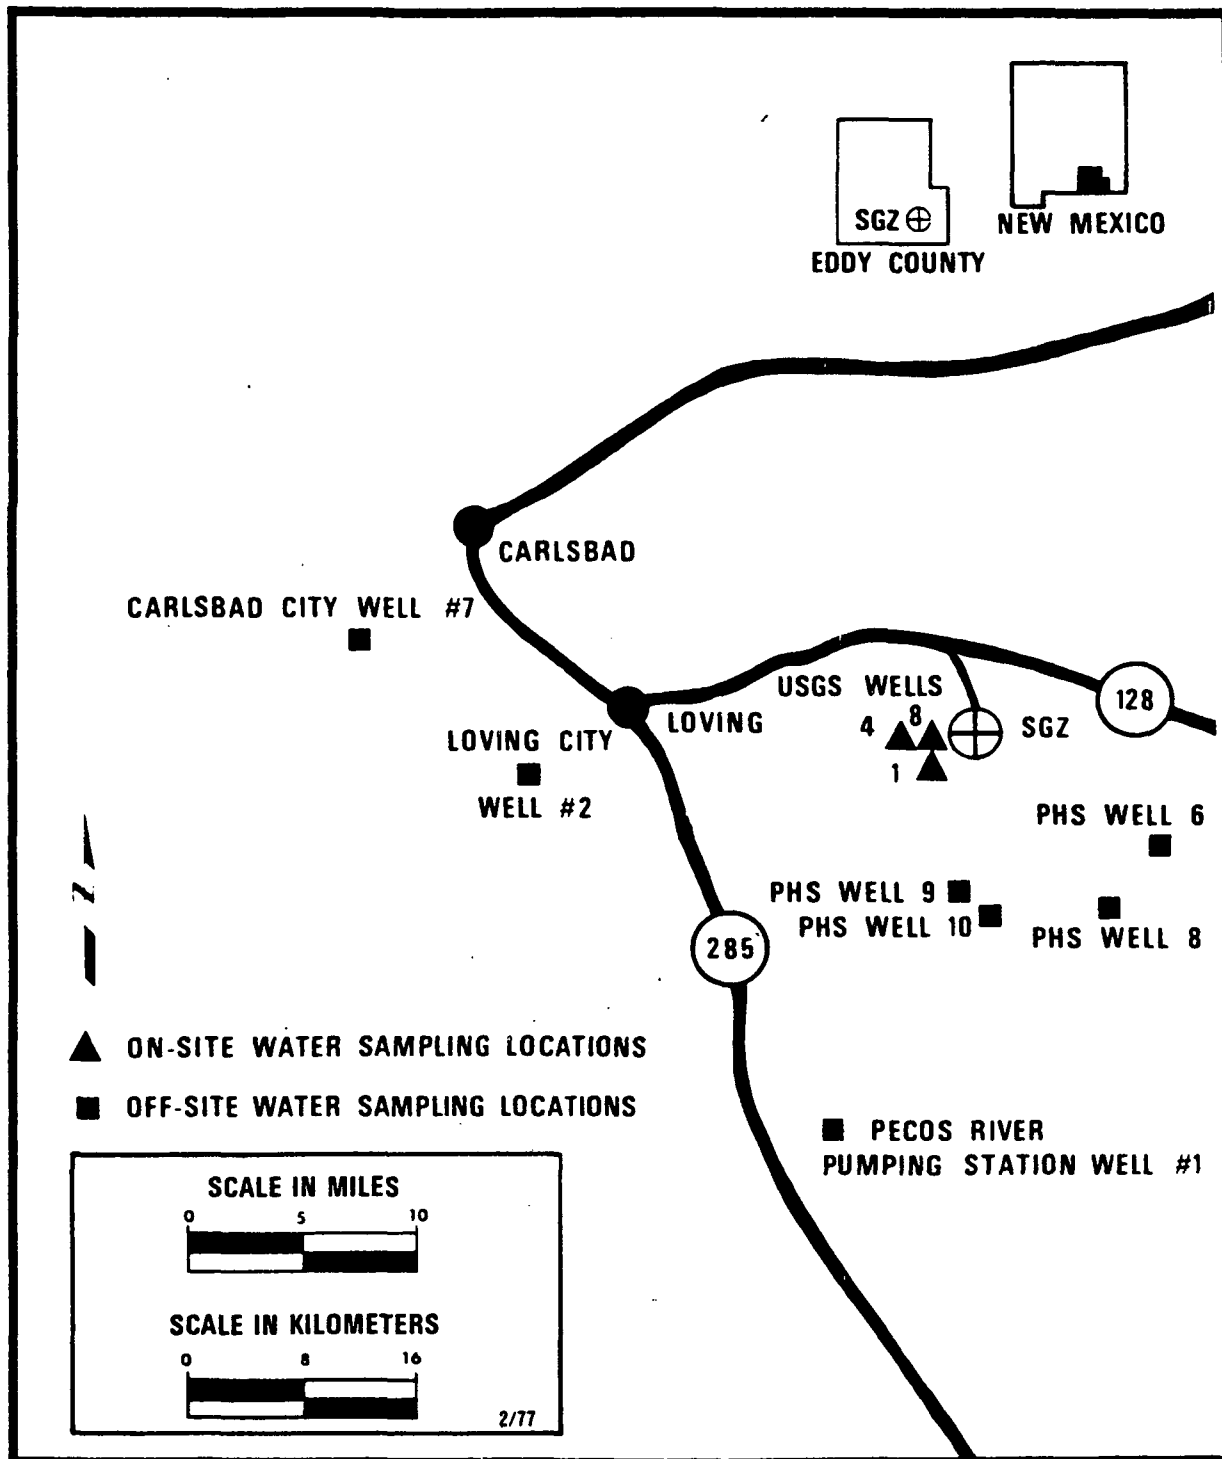 SGZ
EDDY COUNTY
NEW MEXICO
CARLSBAD
CARLSBAD CITY WELL #7
USGS WELLS
4 8
1
SGZ
128
LOVING
LOVING CITY
WELL #2
PHS WELL 6
PHS WELL 9
PHS WELL 10
PHS WELL 8
285
N
ON-SITE WATER SAMPLING LOCATIONS
OFF-SITE WATER SAMPLING LOCATIONS
PECOS RIVER
PUMPING STATION WELL #1
SCALE IN MILES
0 5 10
SCALE IN KILOMETERS
0 8 16
2/77